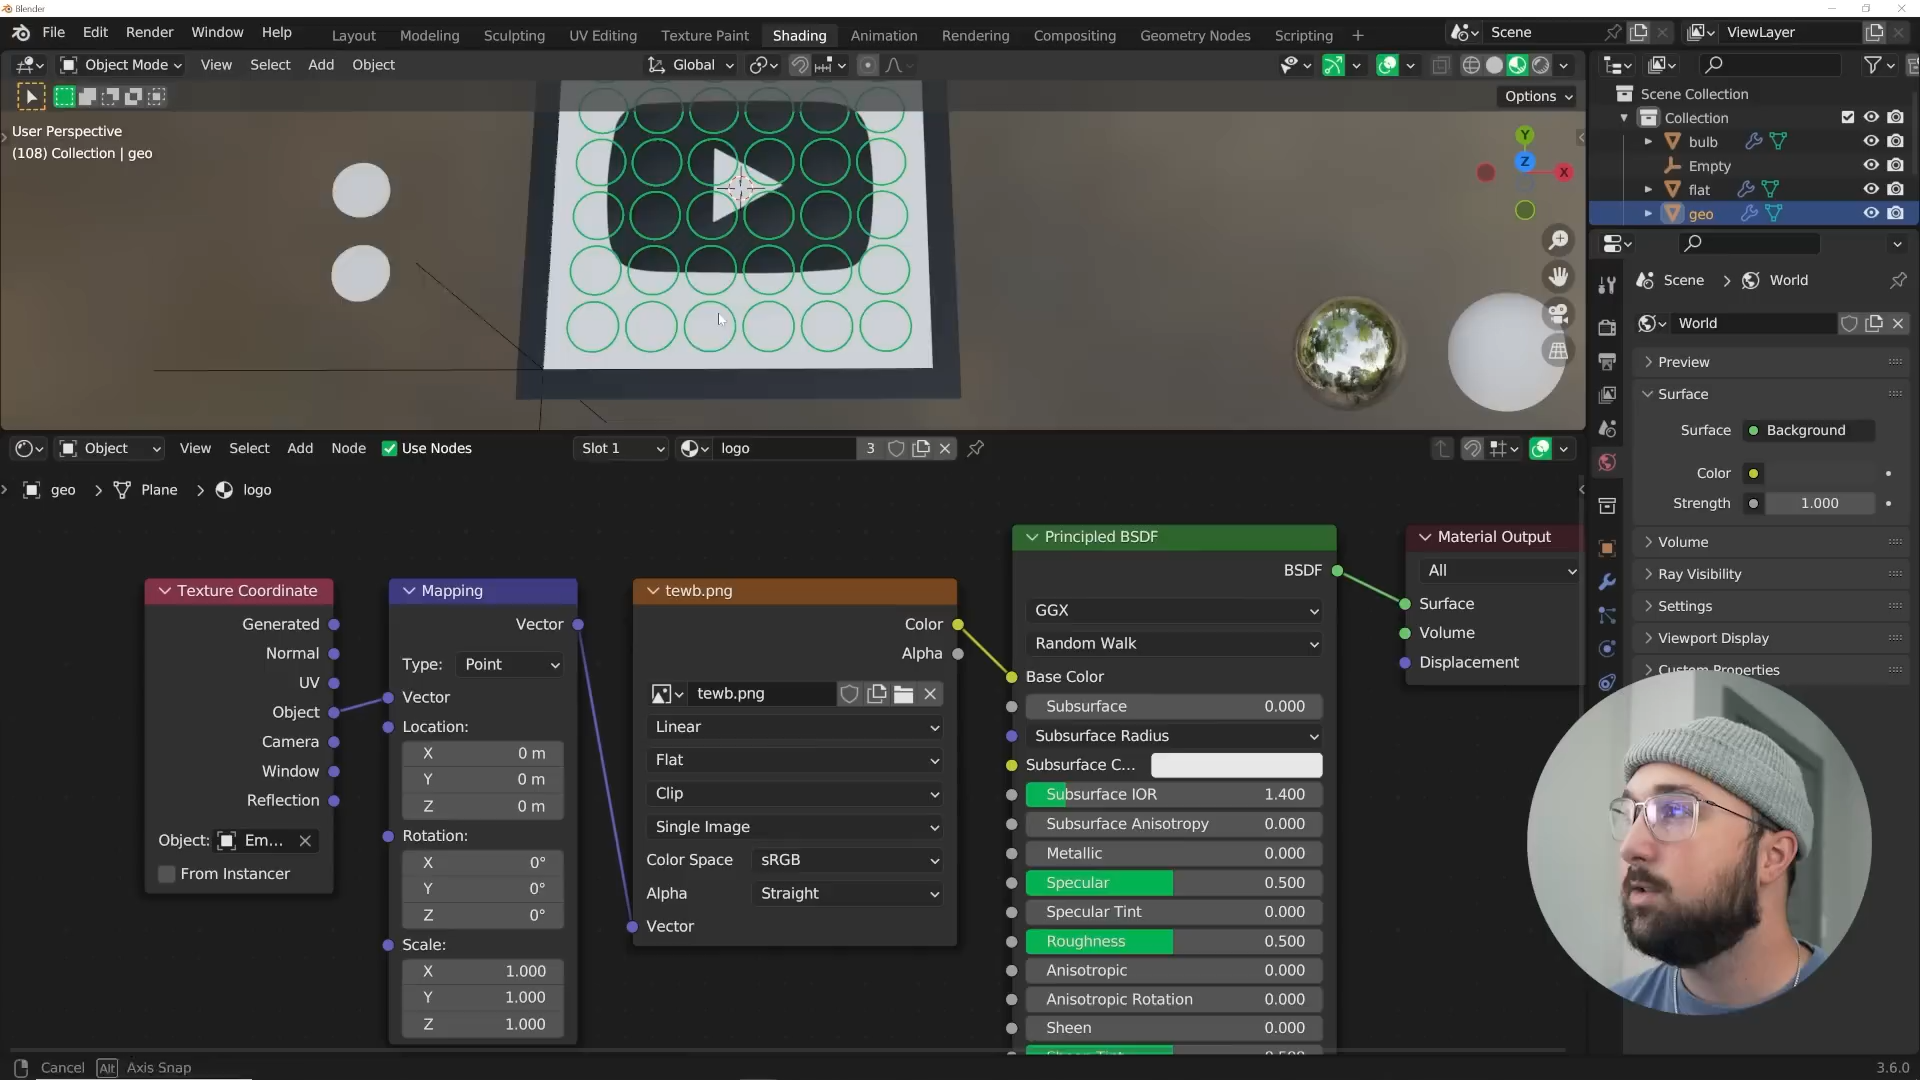 Blender
File Edit Render Window Help
Layout Modeling Sculpting UV Editing Texture Paint Shading Animation Rendering Compositing Geometry Nodes Scripting
Scene
ViewLayer
Object Mode View Select Add Object
Global
Options
User Perspective
(108) Collection | geo
Y
Z
X
Scene Collection
Collection
bulb
Empty
flat
geo
Scene > World
World
Preview
Surface
Surface Background
Color
Strength 1.000
Volume
Ray Visibility
Settings
Viewport Display
Custom Properties
Object View Select Add Node Use Nodes
Slot 1
logo 3
geo > Plane > logo
Texture Coordinate
Generated
Normal
UV
Object
Camera
Window
Reflection
Object: Em...
From Instancer
Mapping
Vector
Type: Point
Vector
Location:
X 0 m
Y 0 m
Z 0 m
Rotation:
X 0°
Y 0°
Z 0°
Scale:
X 1.000
Y 1.000
Z 1.000
tewb.png
Color
Alpha
tewb.png
Linear
Flat
Clip
Single Image
Color Space sRGB
Alpha Straight
Vector
Principled BSDF
BSDF
GGX
Random Walk
Base Color
Subsurface 0.000
Subsurface Radius
Subsurface C...
Subsurface IOR 1.400
Subsurface Anisotropy 0.000
Metallic 0.000
Specular 0.500
Specular Tint 0.000
Roughness 0.500
Anisotropic 0.000
Anisotropic Rotation 0.000
Sheen 0.000
Sheen Tint 0.500
Material Output
All
Surface
Volume
Displacement
Cancel Alt Axis Snap
3.6.0